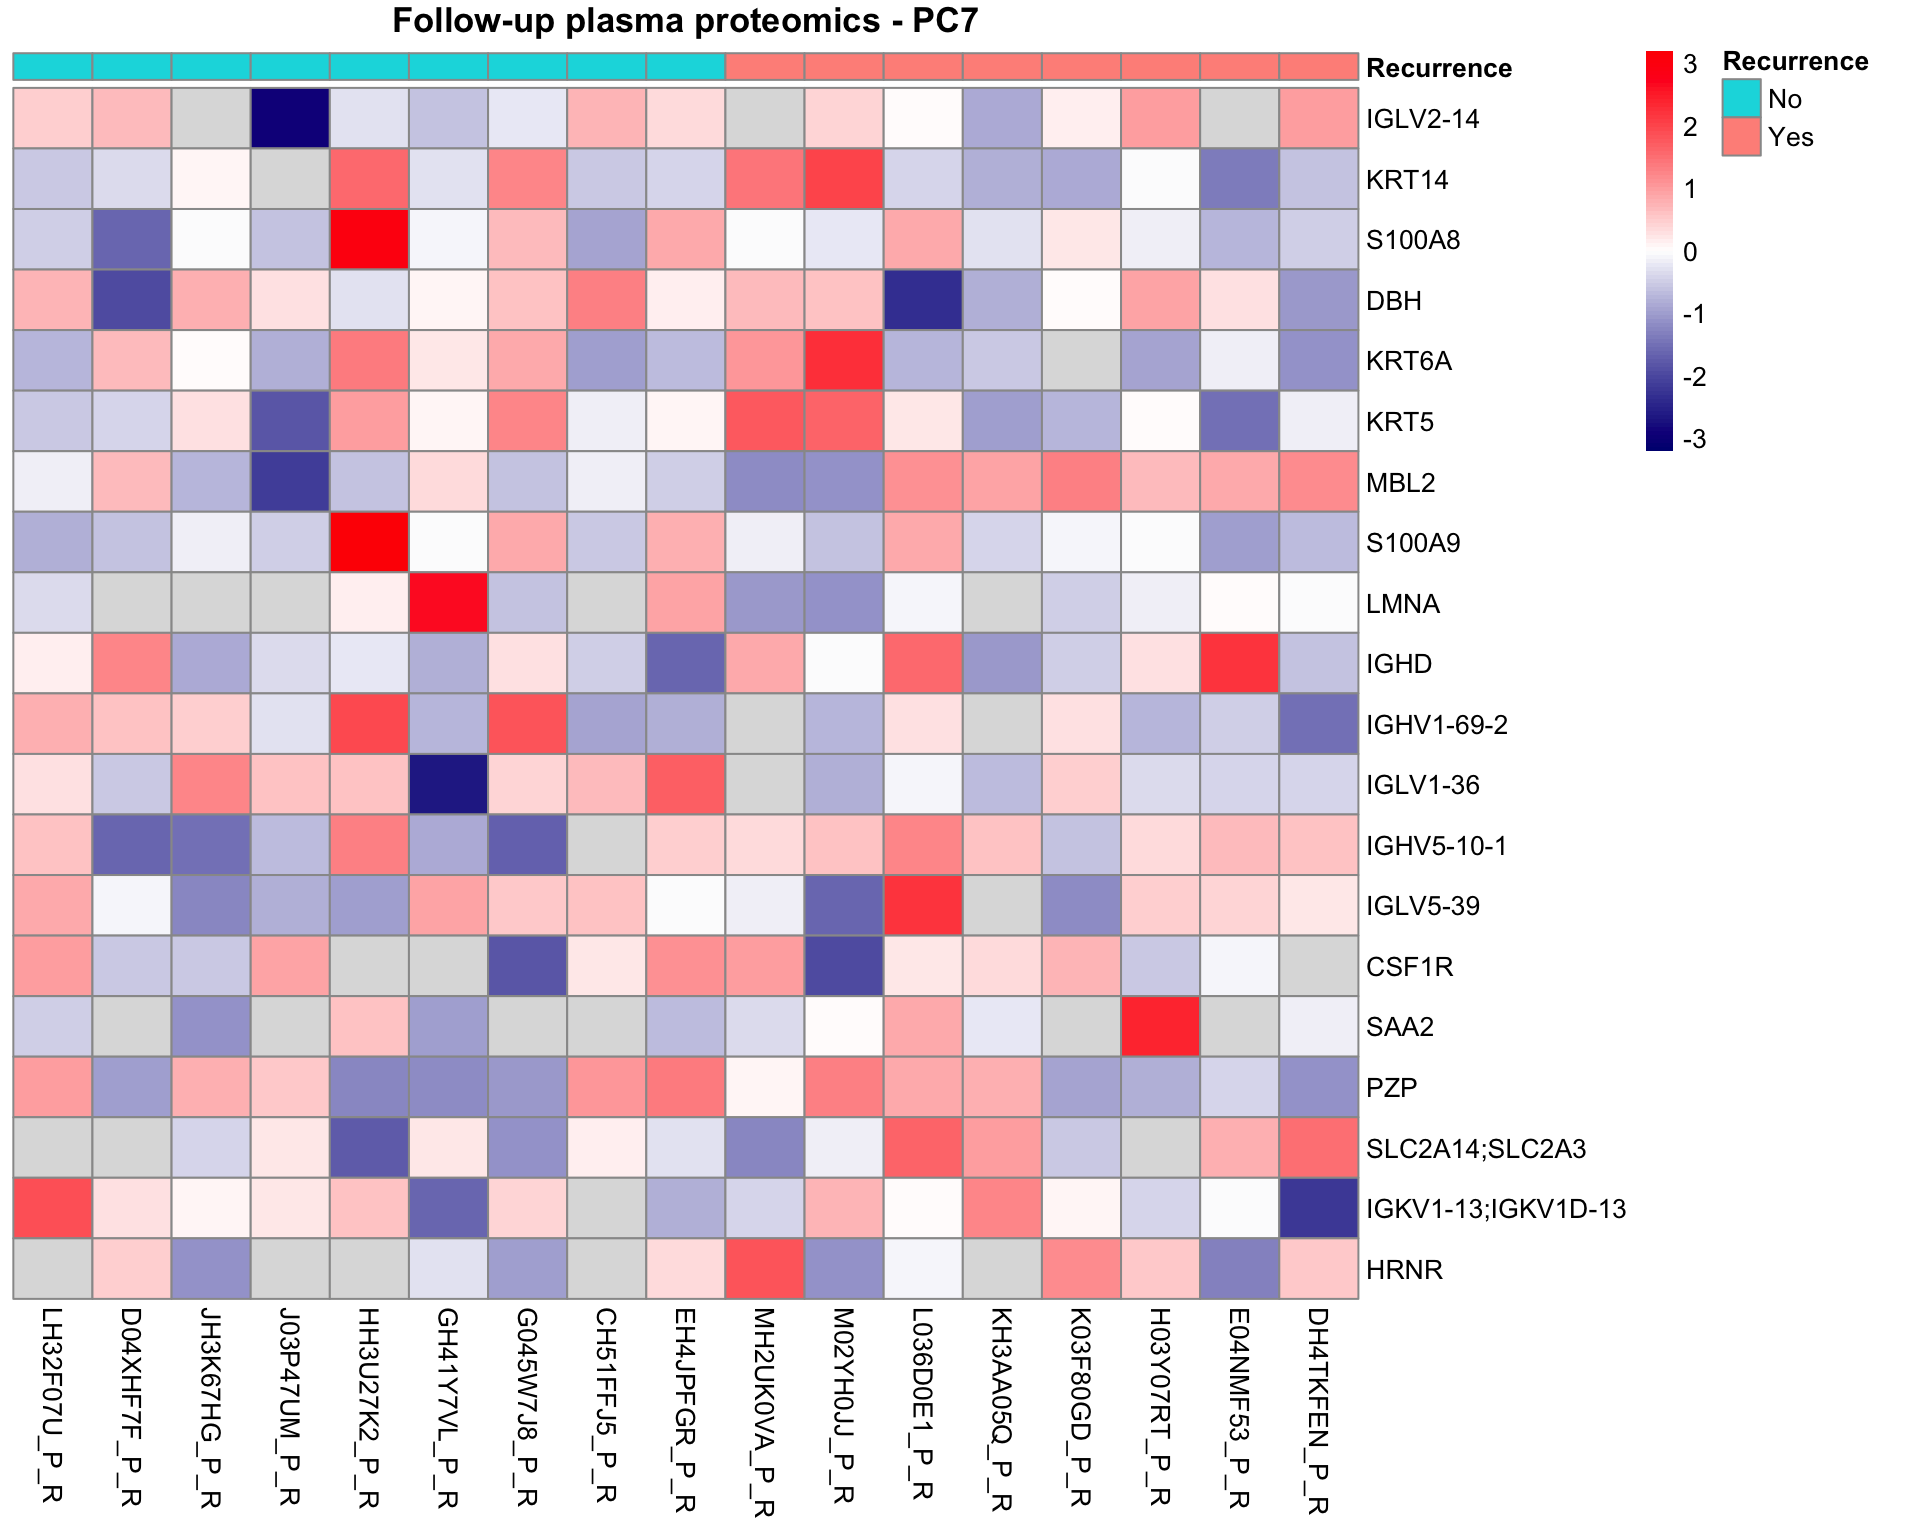 Follow-up plasma proteomics - PC7
Recurrence
IGLV2-14
KRT14
S100A8
DBH
KRT6A
KRT5
MBL2
S100A9
LMNA
IGHD
IGHV1-69-2
IGLV1-36
IGHV5-10-1
IGLV5-39
CSF1R
SAA2
PZP
SLC2A14;SLC2A3
IGKV1-13;IGKV1D-13
HRNR
LH32F07U_P_R
D04XHF7F_P_R
JH3K67HG_P_R
J03P47UM_P_R
HH3U27K2_P_R
GH41Y7VL_P_R
G045W7J8_P_R
CH51FFJ5_P_R
EH4JPFGR_P_R
MH2UK0VA_P_R
M02YH0JJ_P_R
L036D0E1_P_R
KH3AA05Q_P_R
K03F80GD_P_R
H03Y07RT_P_R
E04NMF53_P_R
DH4TKFEN_P_R
3
2
1
0
-1
-2
-3
Recurrence
No
Yes